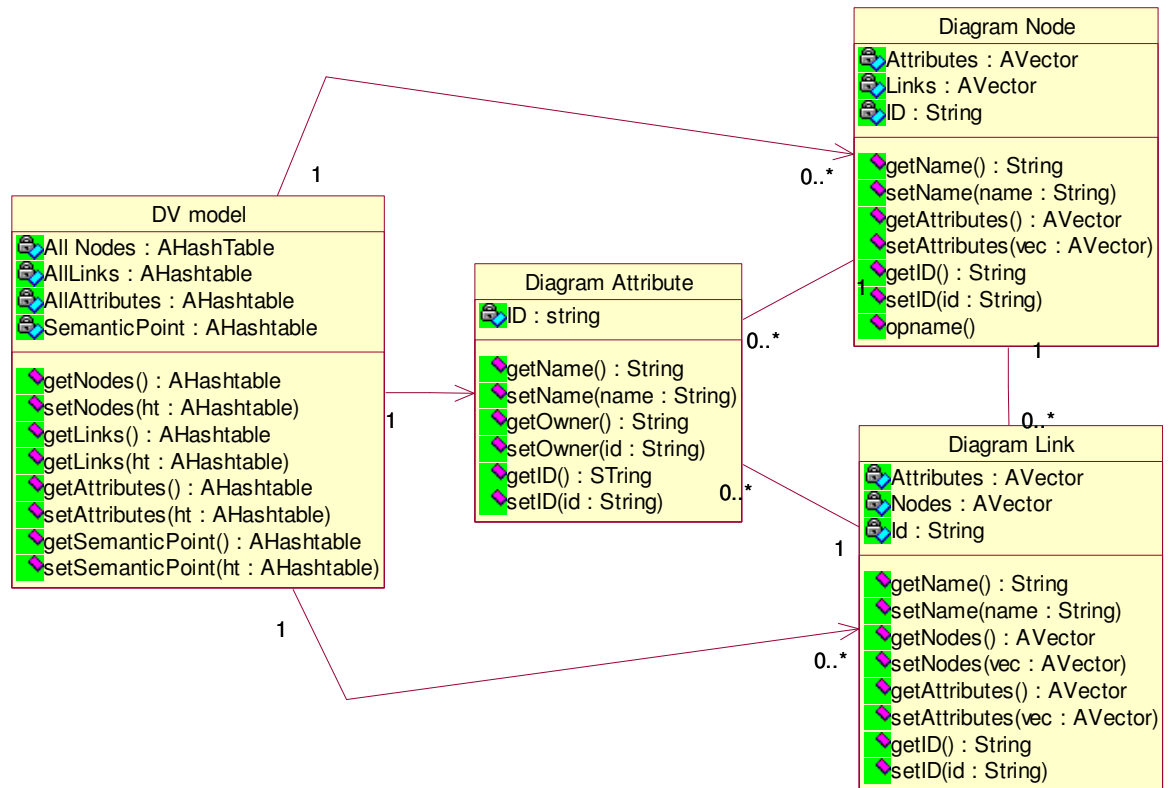 Diagram Node
Attributes : AVector
Links : AVector
ID : String
getName() : String
setName(name : String)
getAttributes() : AVector
setAttributes(vec : AVector)
getID() : String
setID(id : String)
opname()
1
0..*
DV model
All Nodes : AHashTable
AllLinks : AHashtable
AllAttributes : AHashtable
SemanticPoint : AHashtable
getNodes() : AHashtable
setNodes(ht : AHashtable)
getLinks() : AHashtable
getLinks(ht : AHashtable)
getAttributes() : AHashtable
setAttributes(ht : AHashtable)
getSemanticPoint() : AHashtable
setSemanticPoint(ht : AHashtable)
1
Diagram Attribute
ID : string
getName() : String
setName(name : String)
getOwner() : String
setOwner(id : String)
getID() : STring
setID(id : String)
1
0..*
1
0..*
0..*
1
Diagram Link
Attributes : AVector
Nodes : AVector
Id : String
getName() : String
setName(name : String)
getNodes() : AVector
setNodes(vec : AVector)
getAttributes() : AVector
setAttributes(vec : AVector)
getID() : String
setID(id : String)
1
0..*